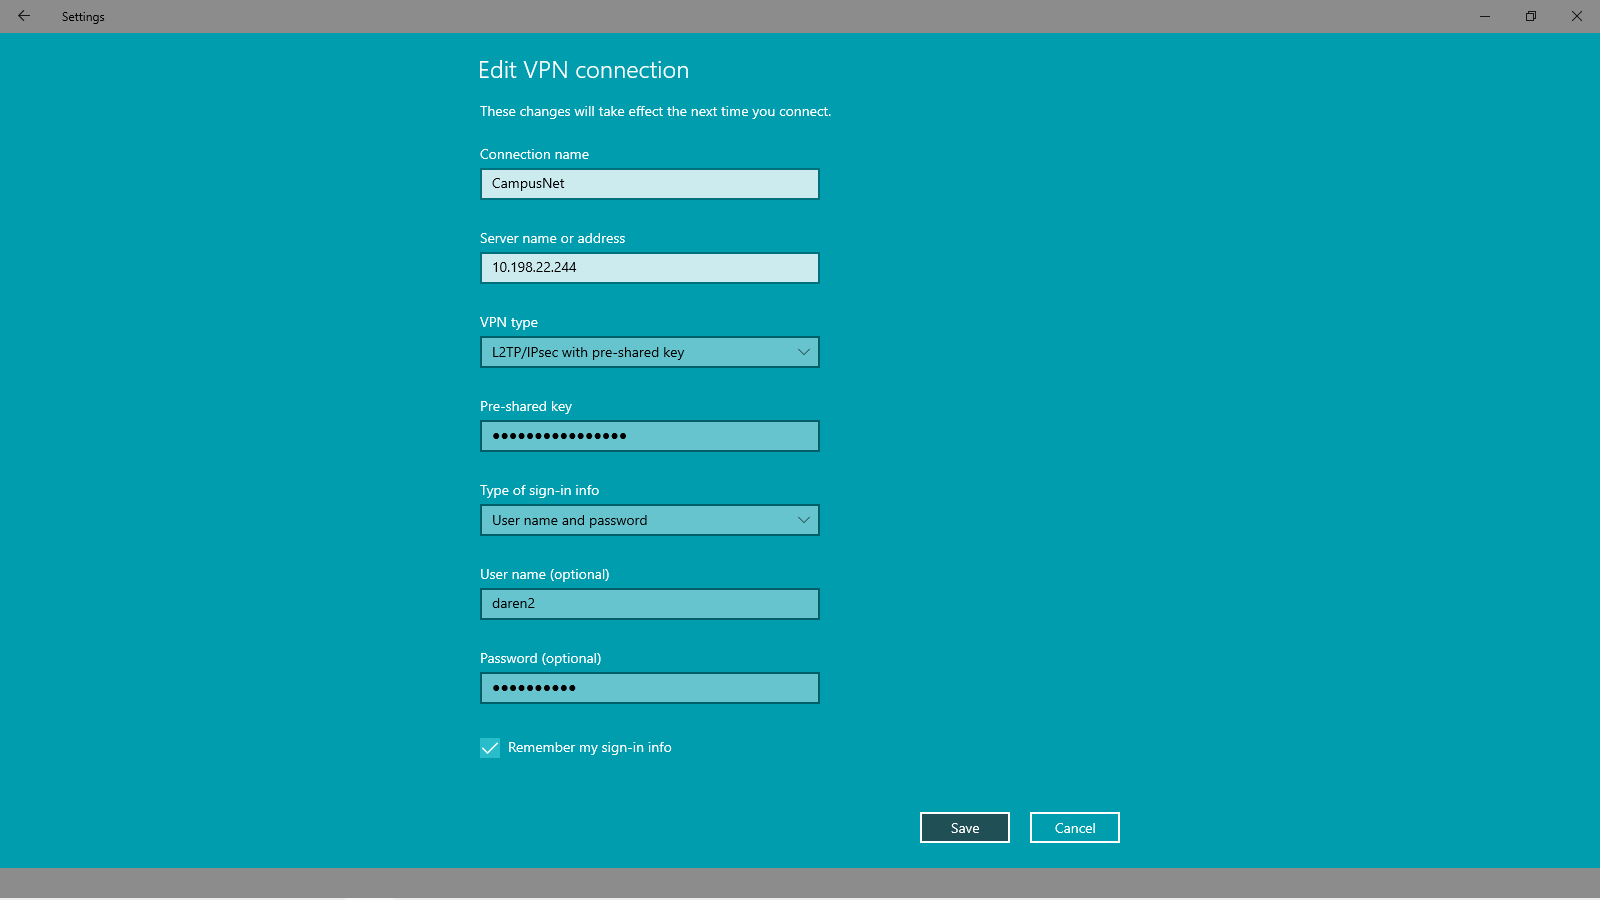 Settings
Edit VPN connection
These changes will take effect the next time you connect.
Connection name
CampusNet
Server name or address
10.198.22.244
VPN type
L2TP/IPsec with pre-shared key
Pre-shared key
●●●●●●●●●●●●●●●●
Type of sign-in info
User name and password
User name (optional)
daren2
Password (optional)
●●●●●●●●●●
Remember my sign-in info
Save Cancel